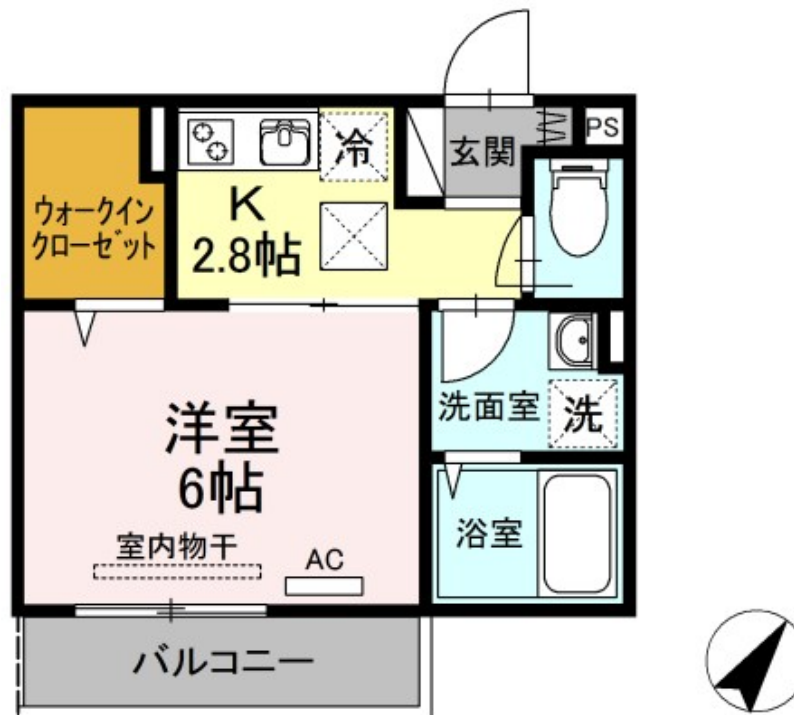 玄関
PS
冷
ウォークイン
クローゼット
K
2.8帖
洋室
6帖
洗面室
洗
室内物干
AC
浴室
バルコニー